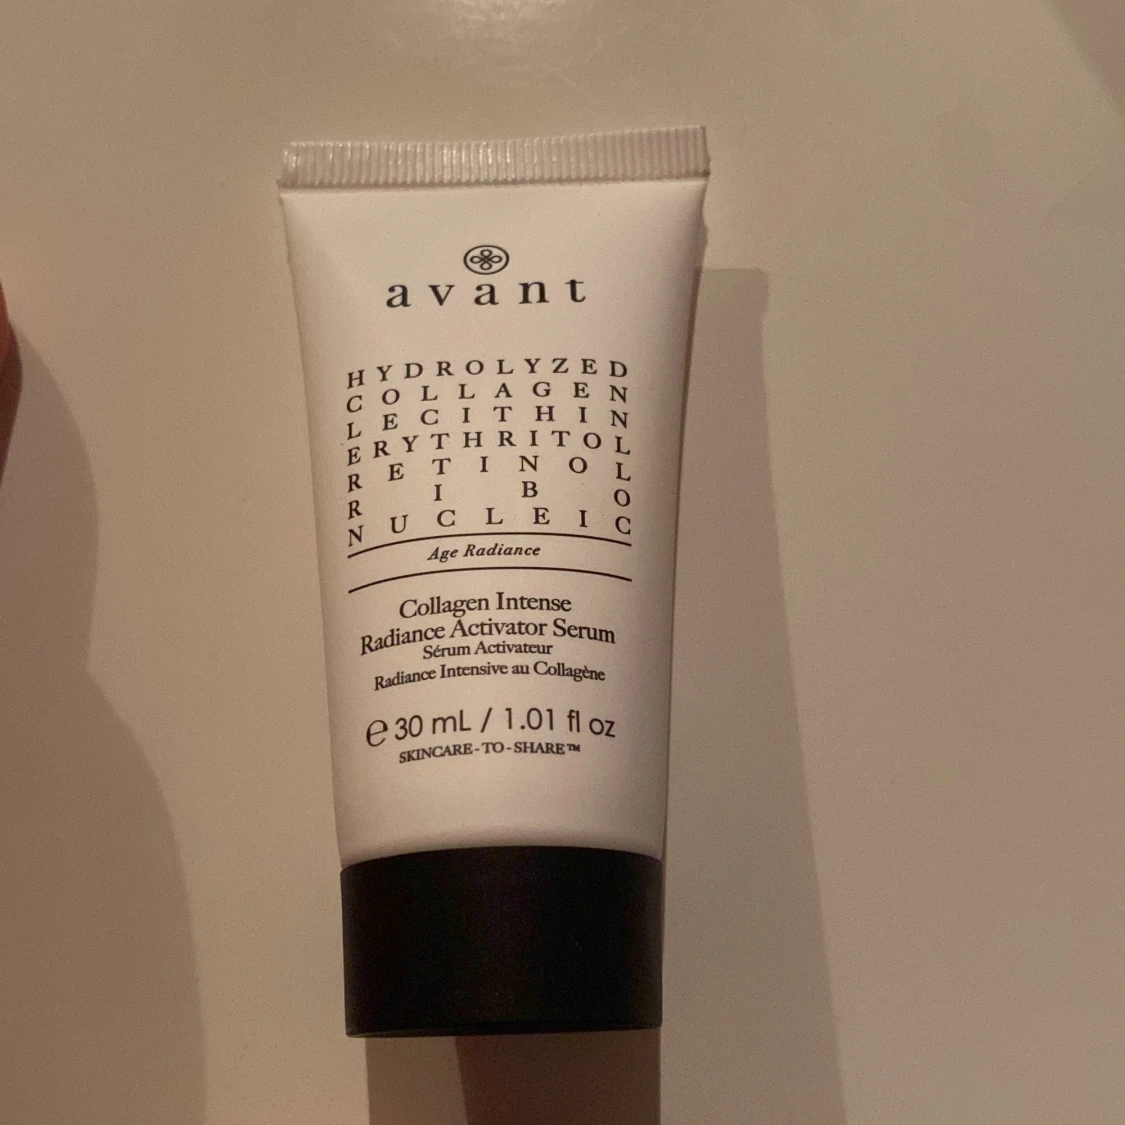 avant
HYDROLYZED
COLLAGEN
LECITHIN
ERYTHRITOL
RETINOL
R I B O
NUCLEIC
Age Radiance
Collagen Intense
Radiance Activator Serum
Sérum Activateur
Radiance Intensive au Collagène
e 30 mL / 1.01 fl oz
SKINCARE-TO-SHARE™